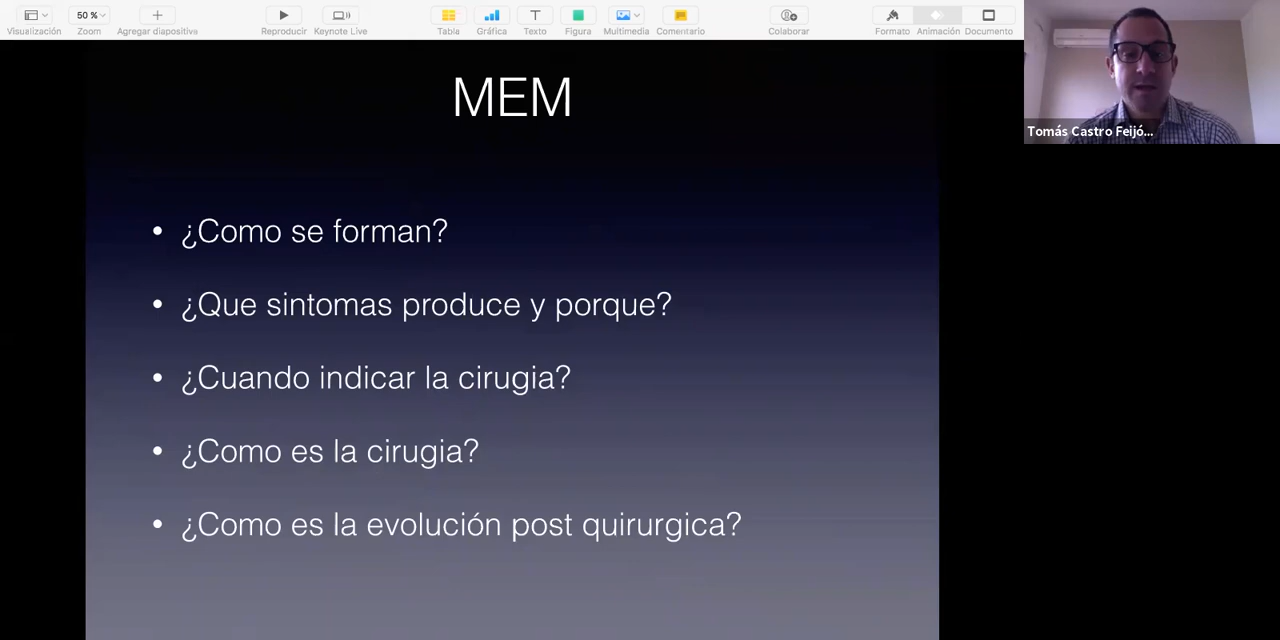 50 %
Visualización
Zoom
Agregar diapositiva
Reproducir
Keynote Live
Tabla
Gráfica
Texto
Figura
Multimedia
Comentario
Colaborar
Formato
Animación
Documento
Tomás Castro Feijó...
MEM
• ¿Como se forman?
• ¿Que sintomas produce y porque?
• ¿Cuando indicar la cirugia?
• ¿Como es la cirugia?
• ¿Como es la evolución post quirurgica?